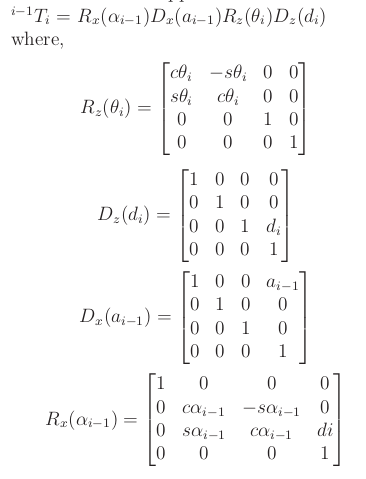 ^{i-1}T_i = R_x(α_{i-1})D_x(a_{i-1})R_z(θ_i)D_z(d_i)
where,
R_z(θ_i) = [cθ_i -sθ_i 0 0
sθ_i cθ_i 0 0
0 0 1 0
0 0 0 1]
D_z(d_i) = [1 0 0 0
0 1 0 0
0 0 1 d_i
0 0 0 1]
D_x(a_{i-1}) = [1 0 0 a_{i-1}
0 1 0 0
0 0 1 0
0 0 0 1]
R_x(α_{i-1}) = [1 0 0 0
0 cα_{i-1} -sα_{i-1} 0
0 sα_{i-1} cα_{i-1} di
0 0 0 1]